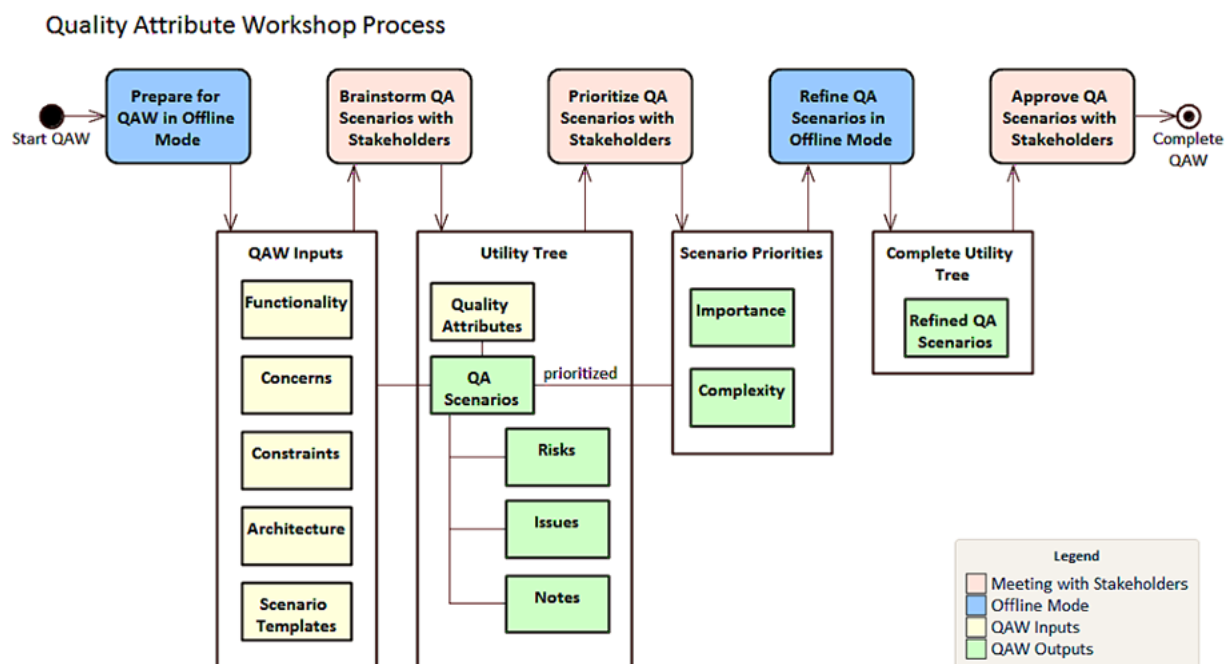 Quality Attribute Workshop Process
Start QAW
Prepare for
QAW in Offline
Mode
Brainstorm QA
Scenarios with
Stakeholders
Prioritize QA
Scenarios with
Stakeholders
Refine QA
Scenarios in
Offline Mode
Approve QA
Scenarios with
Stakeholders
Complete
QAW
QAW Inputs
Functionality
Concerns
Constraints
Architecture
Scenario
Templates
Utility Tree
Quality
Attributes
QA
Scenarios
prioritized
Risks
Issues
Notes
Scenario Priorities
Importance
Complexity
Complete Utility
Tree
Refined QA
Scenarios
Legend
Meeting with Stakeholders
Offline Mode
QAW Inputs
QAW Outputs